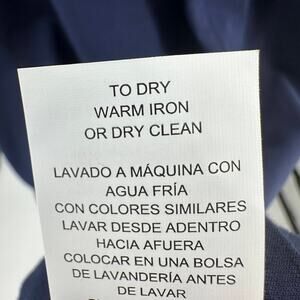 TO DRY
WARM IRON
OR DRY CLEAN
LAVADO A MÁQUINA CON
AGUA FRÍA
CON COLORES SIMILARES
LAVAR DESDE ADENTRO
HACIA AFUERA
COLOCAR EN UNA BOLSA
DE LAVANDERÍA ANTES
DE LAVAR